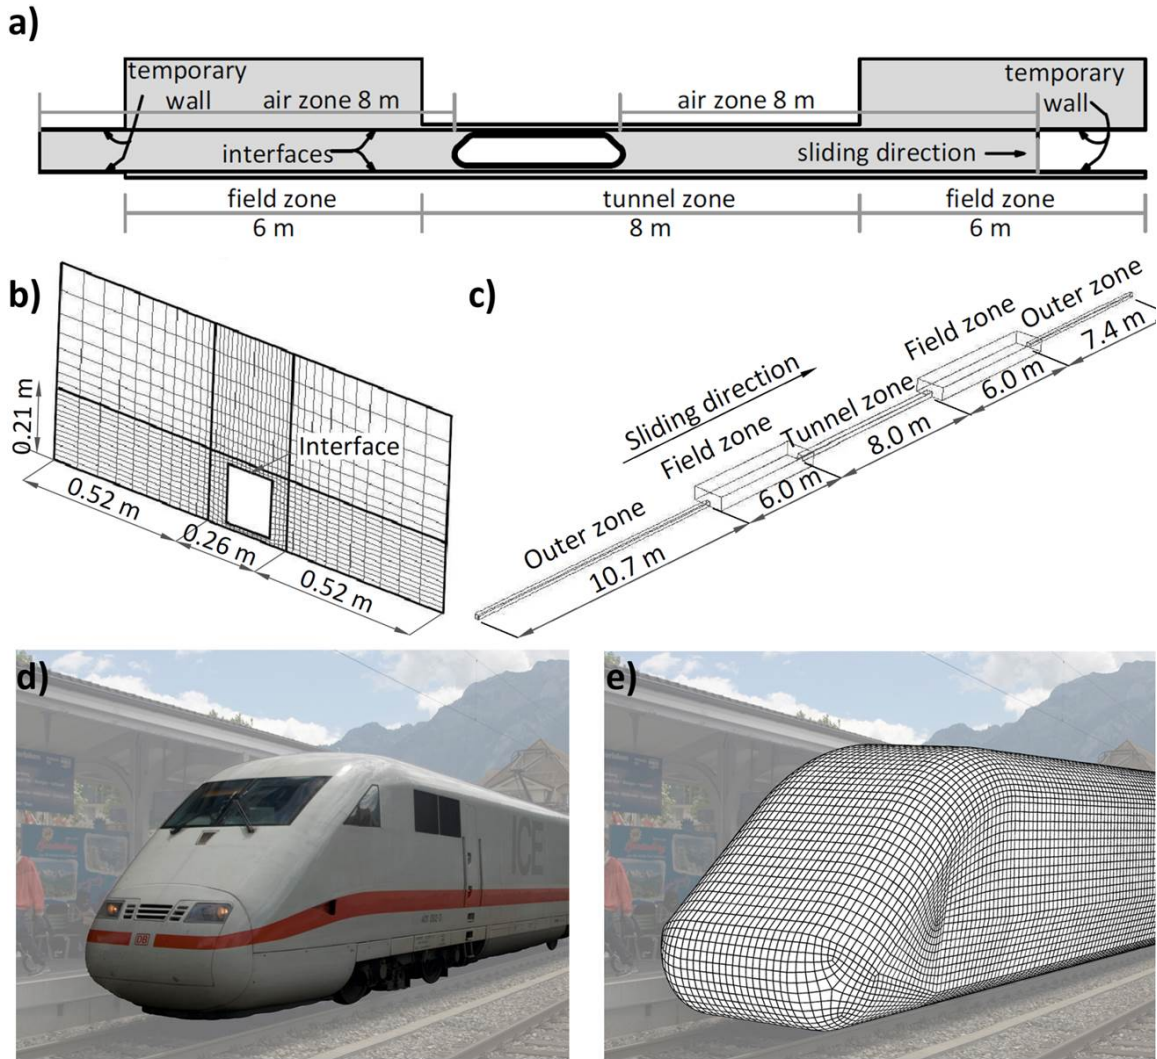 a)
temporary
wall
air zone 8 m
air zone 8 m
temporary
wall
interfaces
sliding direction
field zone
tunnel zone
field zone
6 m
8 m
6 m
b)
0.21 m
Interface
0.52 m
0.26 m
0.52 m
c)
Sliding direction
Outer zone
Field zone
Tunnel zone
Field zone
Outer zone
10.7 m
6.0 m
8.0 m
6.0 m
7.4 m
d)
ICE
DB
e)